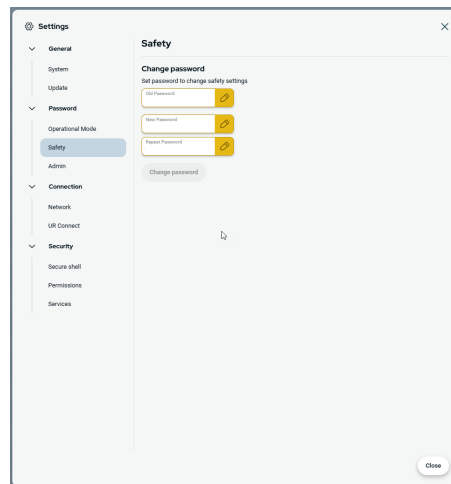 Settings
General
System
Update
Password
Operational Mode
Safety
Admin
Connection
Network
UR Connect
Security
Secure shell
Permissions
Services
Safety
Change password
Set password to change safety settings
Old Password
New Password
Repeat Password
Change password
Close